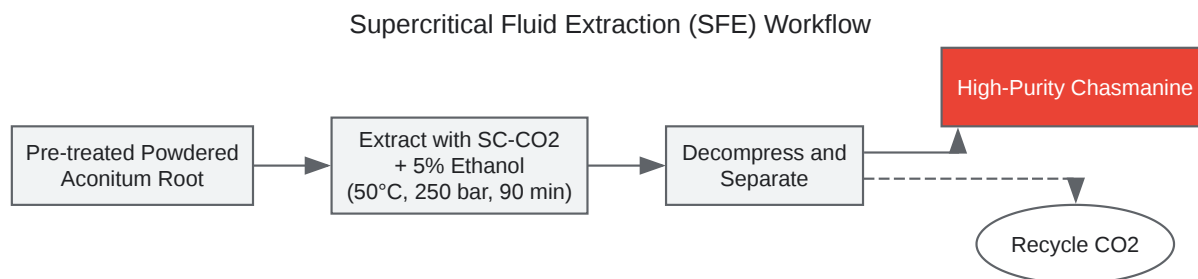 Supercritical Fluid Extraction (SFE) Workflow
High-Purity Chasmanine
Pre-treated Powdered
Aconitum Root
Extract with SC-CO2
+ 5% Ethanol
(50°C, 250 bar, 90 min)
Decompress and
Separate
Recycle CO2